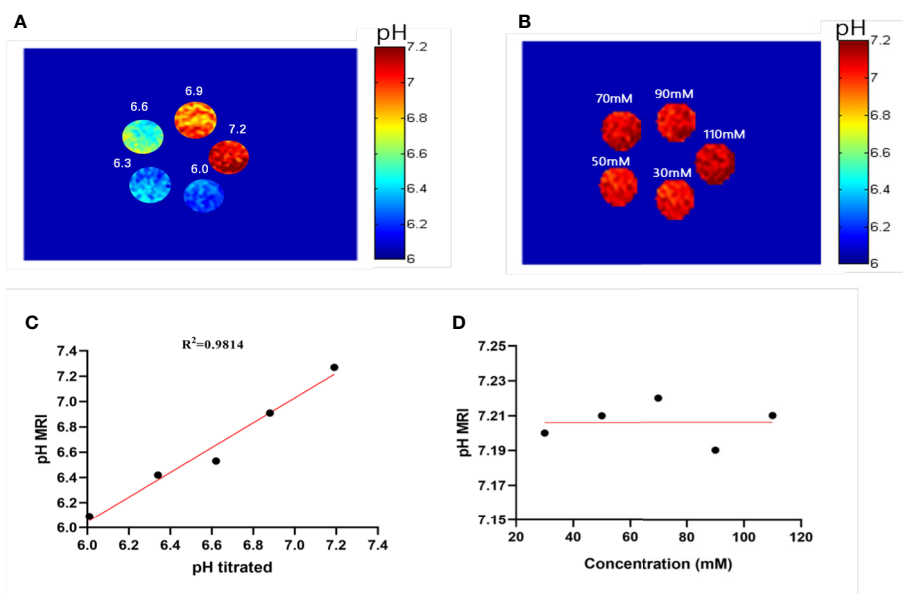 A
pH
7.2
7
6.8
6.6
6.4
6.2
6
6.6
6.9
7.2
6.3
6.0
B
pH
7.2
7
6.8
6.6
6.4
6.2
6
70mM
90mM
110mM
50mM
30mM
C
R²=0.9814
7.4
7.2
7.0
6.8
6.6
6.4
6.2
6.0
pH MRI
6.0 6.2 6.4 6.6 6.8 7.0 7.2 7.4
pH titrated
D
7.25
7.23
7.21
7.19
7.17
7.15
pH MRI
20 40 60 80 100 120
Concentration (mM)